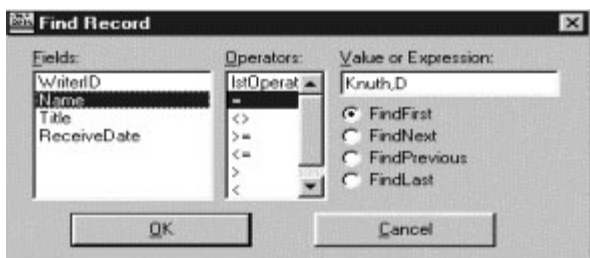 Find Record
Fields:
WriterID
Name
Title
ReceiveDate
Operators:
lstOperat
=
<>
>=
<=
>
<
Value or Expression:
Knuth,D
FindFirst
FindNext
FindPrevious
FindLast
OK
Cancel